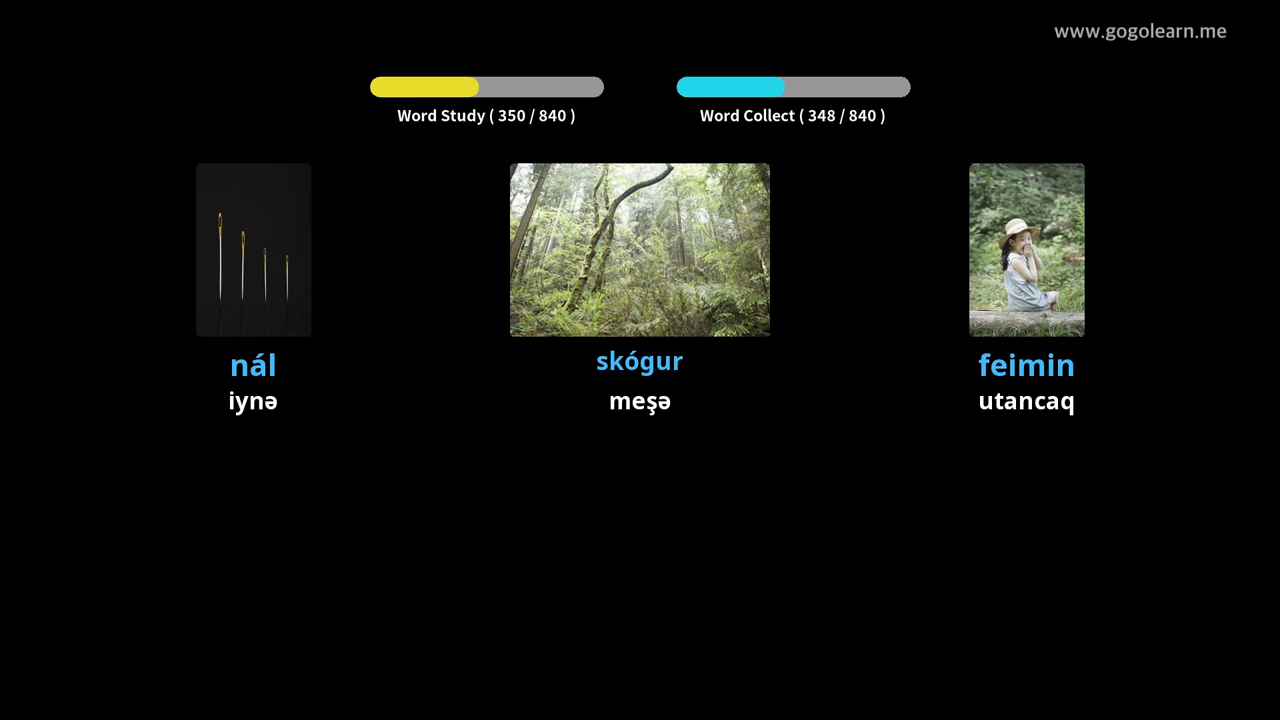 www.gogolearn.me
Word Study ( 350 / 840 )
Word Collect ( 348 / 840 )
nál
iynə
skógur
meşə
feimin
utancaq